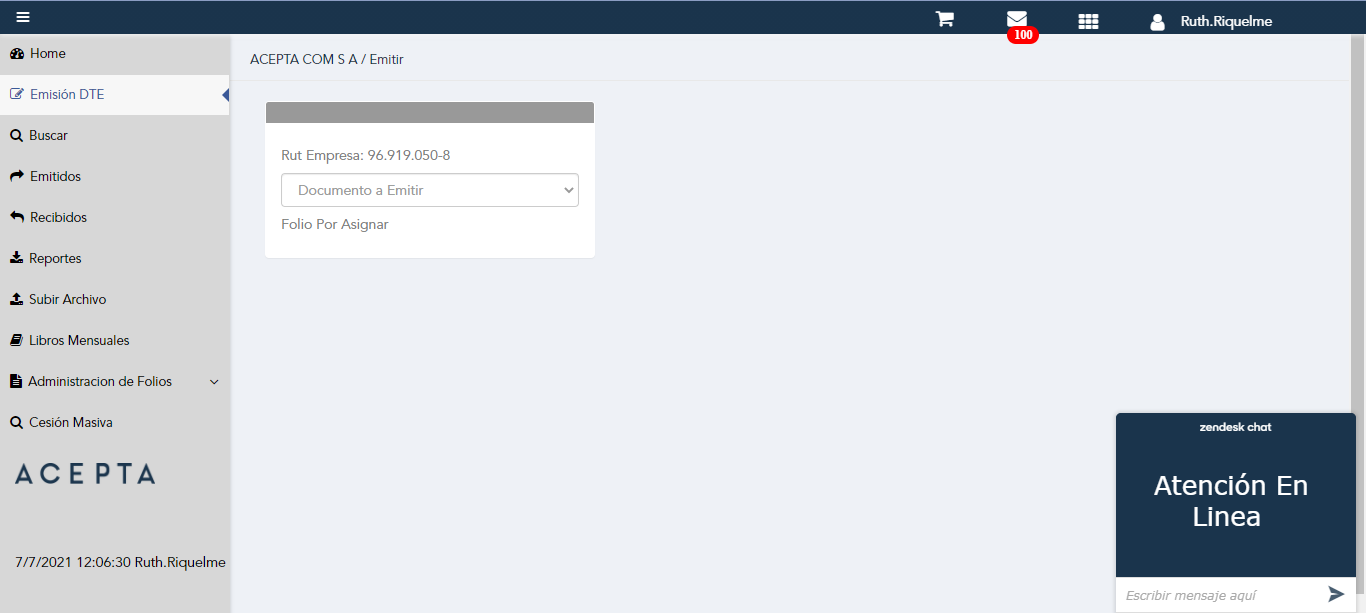 100
Ruth.Riquelme
Home
Emisión DTE
Buscar
Emitidos
Recibidos
Reportes
Subir Archivo
Libros Mensuales
Administracion de Folios
Cesión Masiva
ACEPTA
7/7/2021 12:06:30 Ruth.Riquelme
ACEPTA COM S A / Emitir
Rut Empresa: 96.919.050-8
Documento a Emitir
Folio Por Asignar
zendesk chat
Atención En
Linea
Escribir mensaje aquí